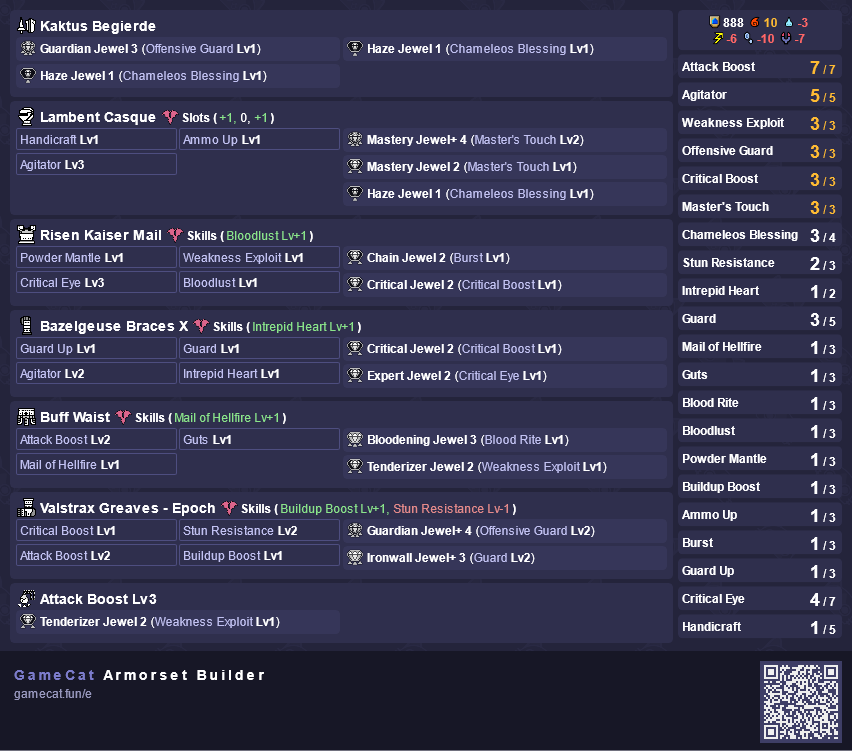 Kaktus Begierde
Guardian Jewel 3 (Offensive Guard Lv1)
Haze Jewel 1 (Chameleos Blessing Lv1)
Haze Jewel 1 (Chameleos Blessing Lv1)
Lambent Casque Slots ( +1, 0, +1 )
Handicraft Lv1
Ammo Up Lv1
Agitator Lv3
Mastery Jewel+ 4 (Master's Touch Lv2)
Mastery Jewel 2 (Master's Touch Lv1)
Haze Jewel 1 (Chameleos Blessing Lv1)
Risen Kaiser Mail Skills ( Bloodlust Lv+1 )
Powder Mantle Lv1
Weakness Exploit Lv1
Critical Eye Lv3
Bloodlust Lv1
Chain Jewel 2 (Burst Lv1)
Critical Jewel 2 (Critical Boost Lv1)
Bazelgeuse Braces X Skills ( Intrepid Heart Lv+1 )
Guard Up Lv1
Guard Lv1
Agitator Lv2
Intrepid Heart Lv1
Critical Jewel 2 (Critical Boost Lv1)
Expert Jewel 2 (Critical Eye Lv1)
Buff Waist Skills ( Mail of Hellfire Lv+1 )
Attack Boost Lv2
Guts Lv1
Mail of Hellfire Lv1
Bloodening Jewel 3 (Blood Rite Lv1)
Tenderizer Jewel 2 (Weakness Exploit Lv1)
Valstrax Greaves - Epoch Skills ( Buildup Boost Lv+1, Stun Resistance Lv-1 )
Critical Boost Lv1
Stun Resistance Lv2
Attack Boost Lv2
Buildup Boost Lv1
Guardian Jewel+ 4 (Offensive Guard Lv2)
Ironwall Jewel+ 3 (Guard Lv2)
Attack Boost Lv3
Tenderizer Jewel 2 (Weakness Exploit Lv1)
888 10 -3
-6 -10 -7
Attack Boost 7 / 7
Agitator 5 / 5
Weakness Exploit 3 / 3
Offensive Guard 3 / 3
Critical Boost 3 / 3
Master's Touch 3 / 3
Chameleos Blessing 3 / 4
Stun Resistance 2 / 3
Intrepid Heart 1 / 2
Guard 3 / 5
Mail of Hellfire 1 / 3
Guts 1 / 3
Blood Rite 1 / 3
Bloodlust 1 / 3
Powder Mantle 1 / 3
Buildup Boost 1 / 3
Ammo Up 1 / 3
Burst 1 / 3
Guard Up 1 / 3
Critical Eye 4 / 7
Handicraft 1 / 5
GameCat Armorset Builder
gamecat.fun/e